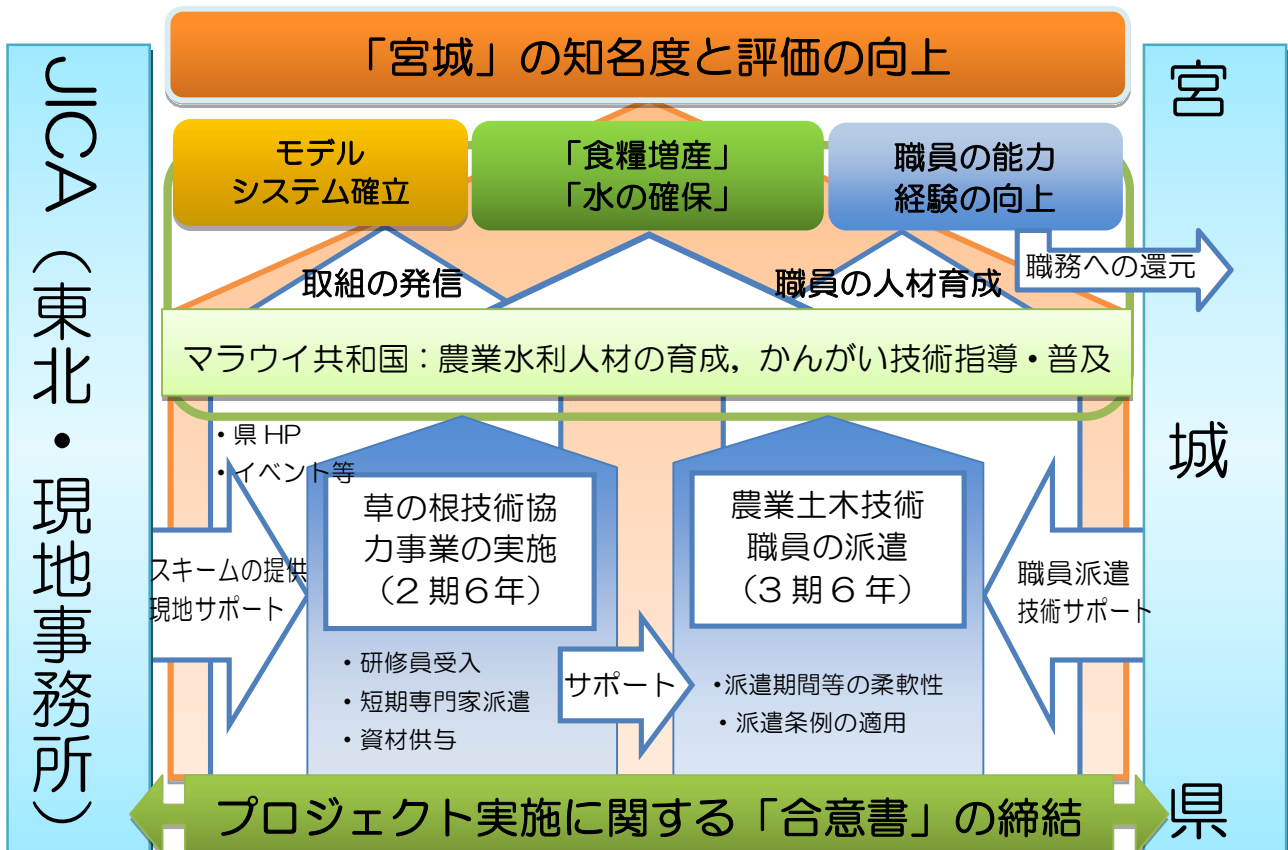 「宮城」の知名度と評価の向上
JICA（東北・現地事務所）
宮城県
モデル
システム確立
「食糧増産」
「水の確保」
職員の能力
経験の向上
職務への還元
取組の発信
職員の人材育成
マラウイ共和国：農業水利人材の育成，かんがい技術指導・普及
・県 HP
・イベント等
草の根技術協
力事業の実施
（２期６年）
農業土木技術
職員の派遣
（３期６年）
スキームの提供
現地サポート
職員派遣
技術サポート
・研修員受入
・短期専門家派遣
・資材供与
サポート
・派遣期間等の柔軟性
・派遣条例の適用
プロジェクト実施に関する「合意書」の締結